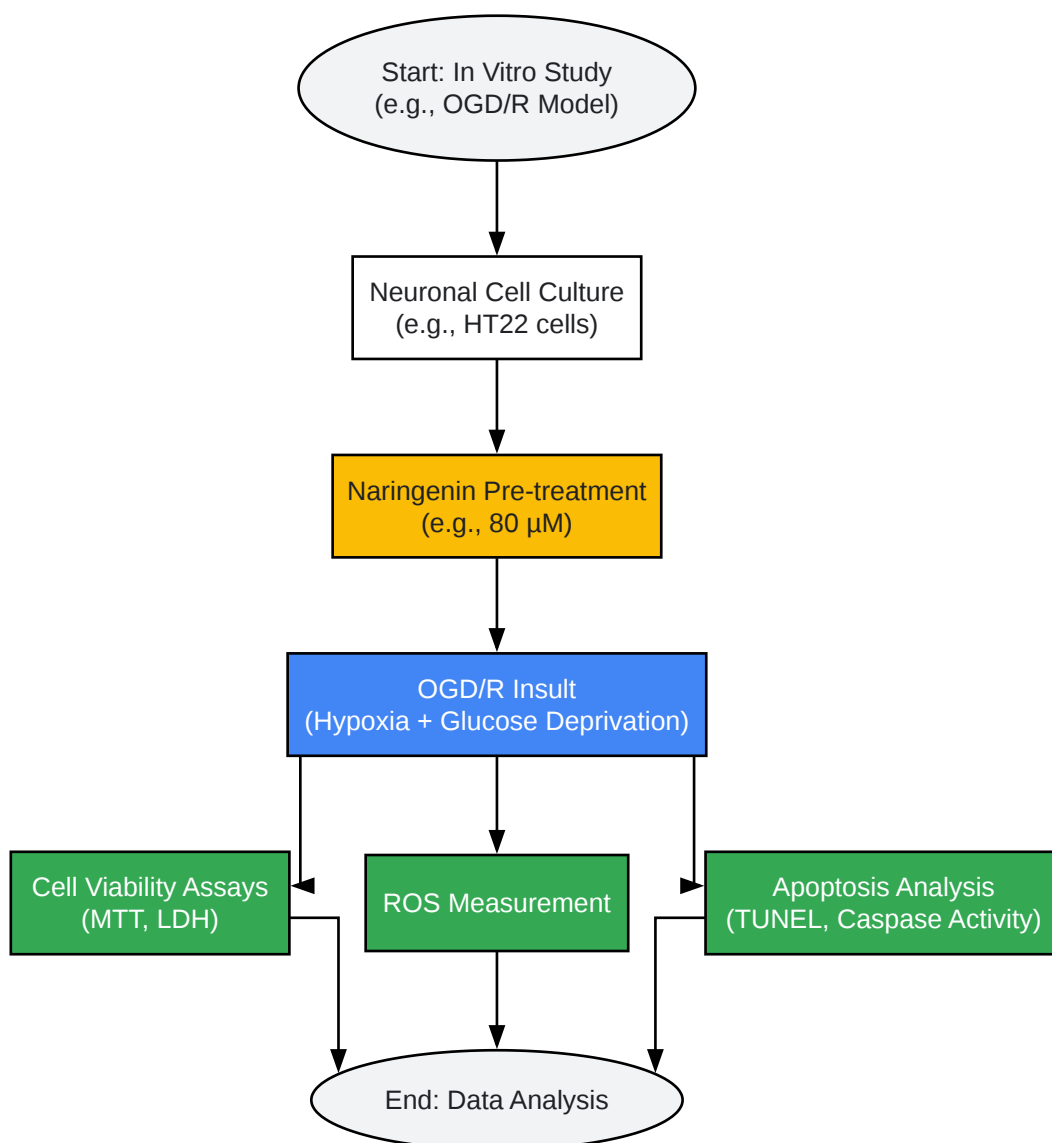 Start: In Vitro Study
(e.g., OGD/R Model)
Neuronal Cell Culture
(e.g., HT22 cells)
Naringenin Pre-treatment
(e.g., 80 µM)
OGD/R Insult
(Hypoxia + Glucose Deprivation)
Cell Viability Assays
(MTT, LDH)
ROS Measurement
Apoptosis Analysis
(TUNEL, Caspase Activity)
End: Data Analysis